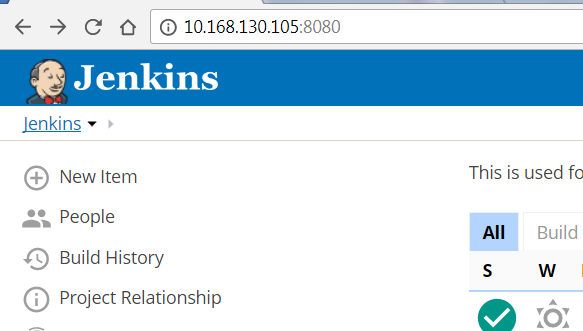 10.168.130.105:8080
Jenkins
Jenkins
New Item
People
Build History
Project Relationship
This is used fo
All Build
S W